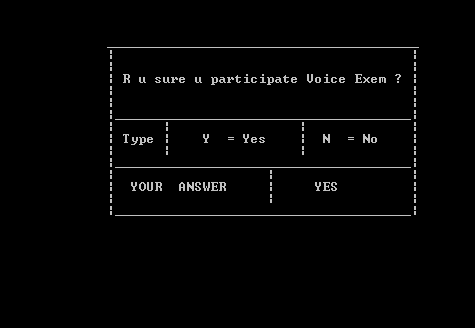 R u sure u participate Voice Exem ?
Type Y = Yes N = No
YOUR ANSWER YES